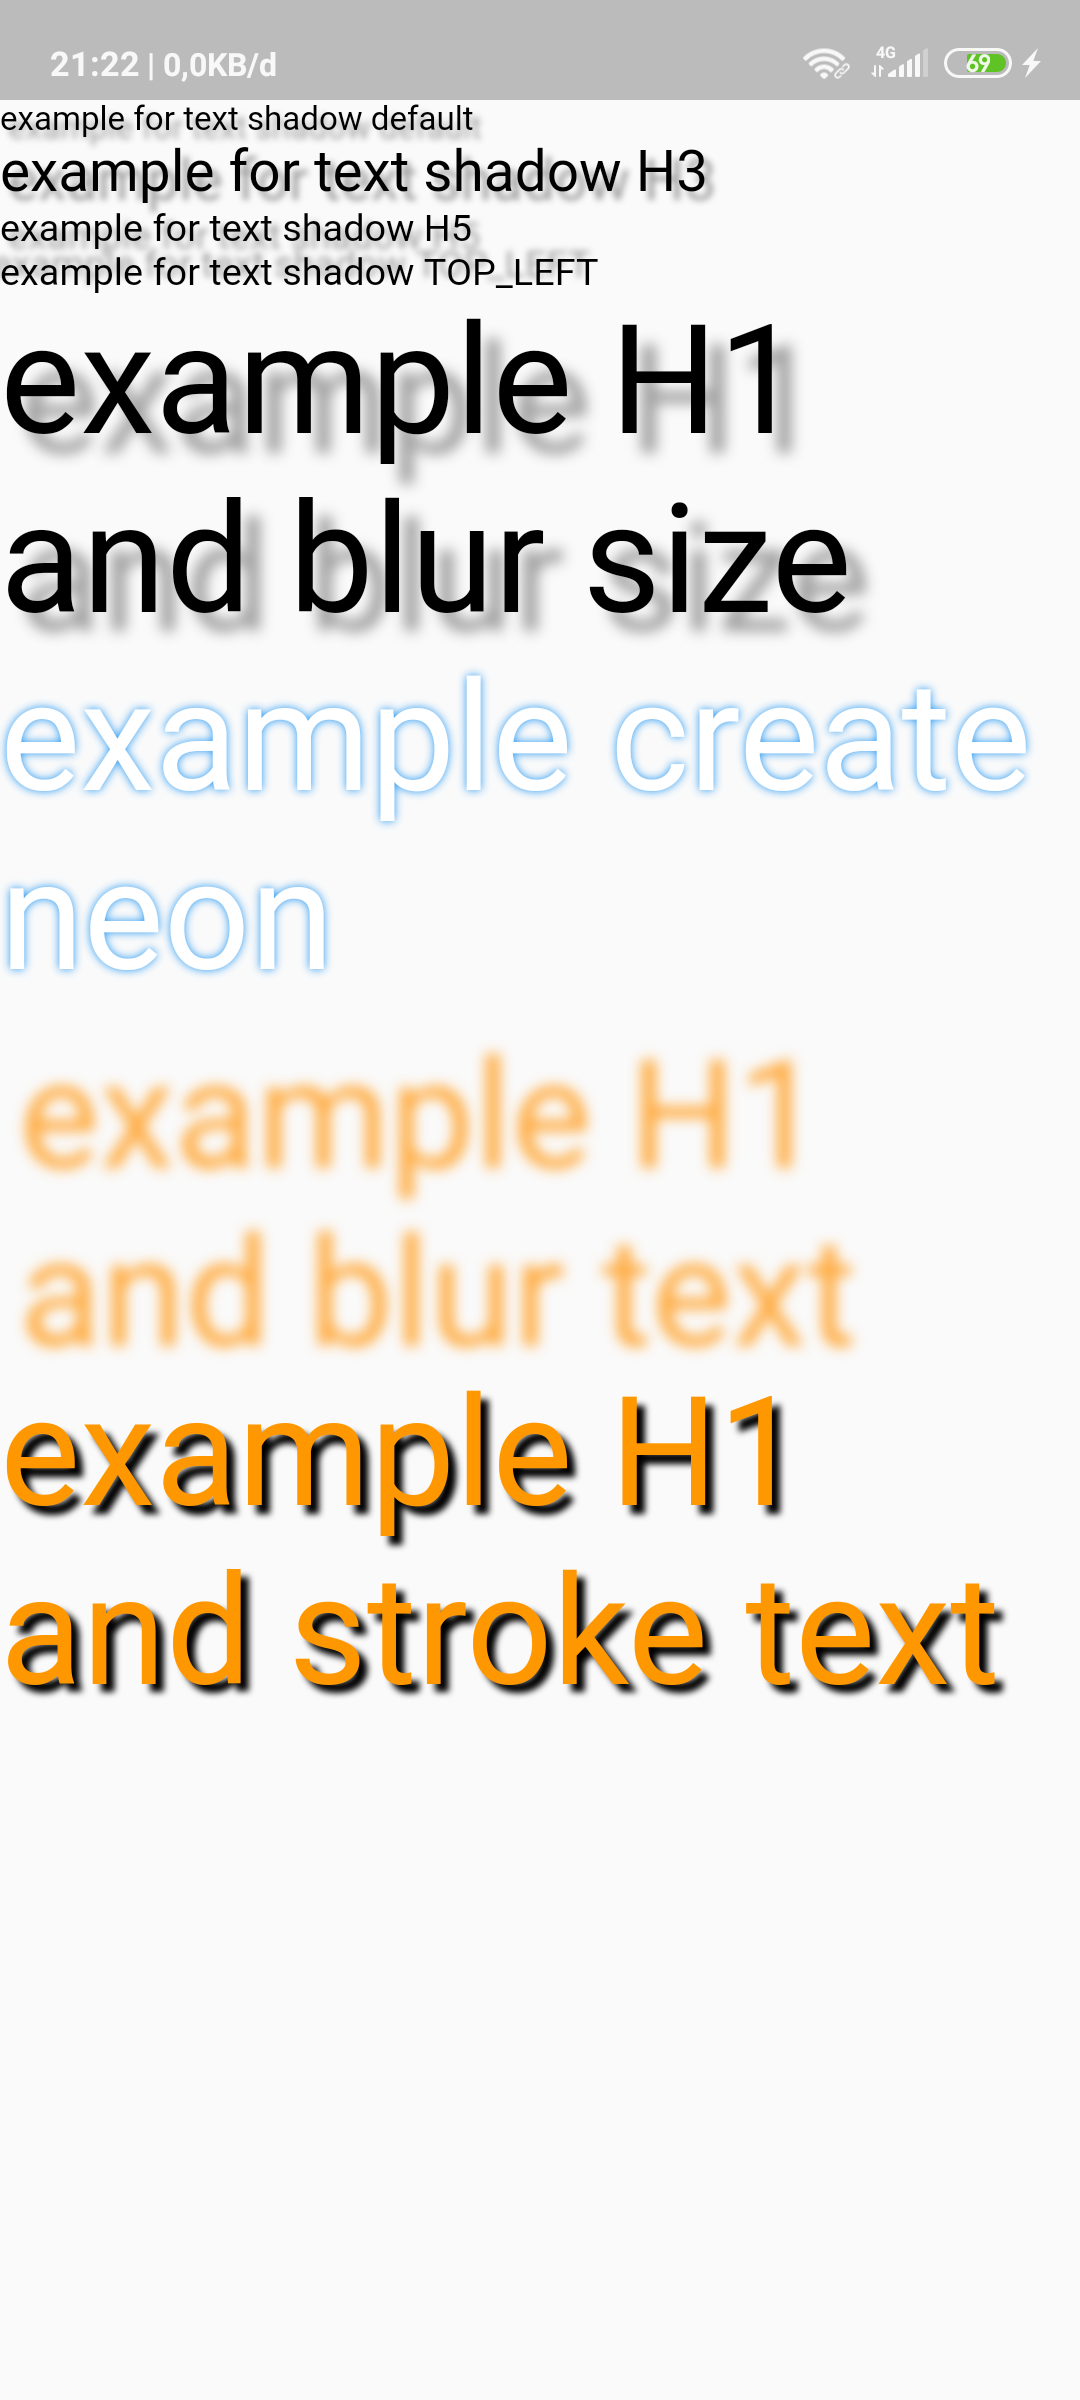 21:22 | 0,0KB/d 4G 69
example for text shadow default
example for text shadow H3
example for text shadow H5
example for text shadow TOP_LEFT
example H1
and blur size
example create
neon
example H1
and blur text
example H1
and stroke text